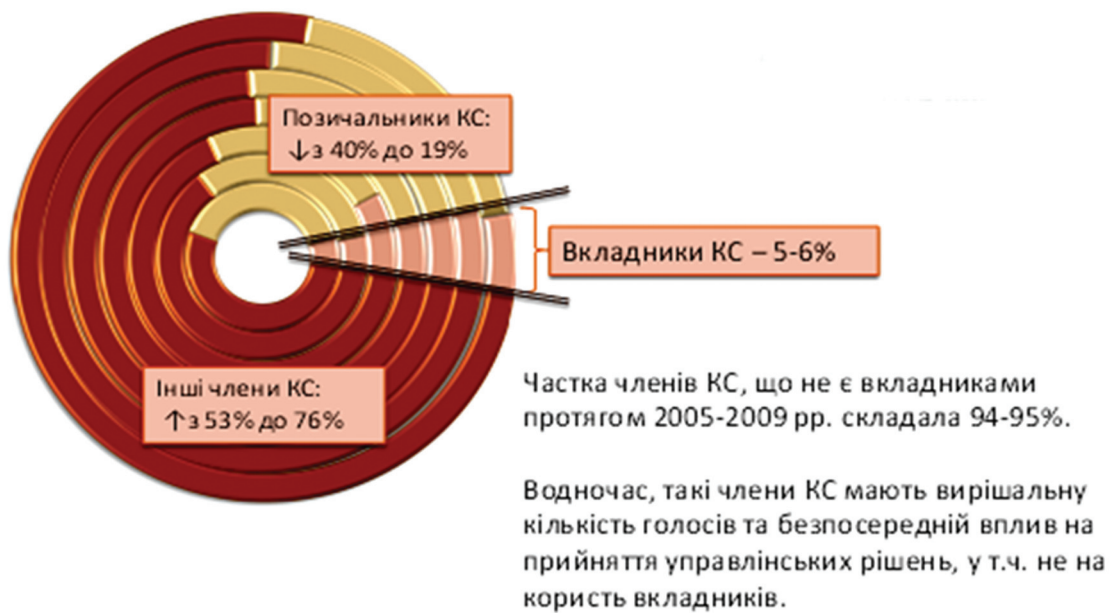 Позичальники КС:
↓з 40% до 19%
Вкладники КС – 5-6%
Інші члени КС:
↑з 53% до 76%
Частка членів КС, що не є вкладниками
протягом 2005-2009 рр. складала 94-95%.
Водночас, такі члени КС мають вирішальну
кількість голосів та безпосередній вплив на
прийняття управлінських рішень, у т.ч. не на
користь вкладників.